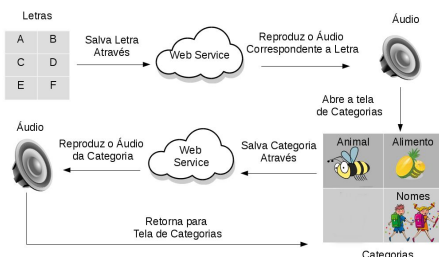 Letras
A B
C D
E F
Salva Letra
Através
Web Service
Reproduz o Áudio
Correspondente a Letra
Áudio
Abre a tela
de Categorias
Animal Alimento
Nomes
Categorias
Salva Categoria
Através
Web
Service
Reproduz o Áudio
da Categoria
Áudio
Retorna para
Tela de Categorias